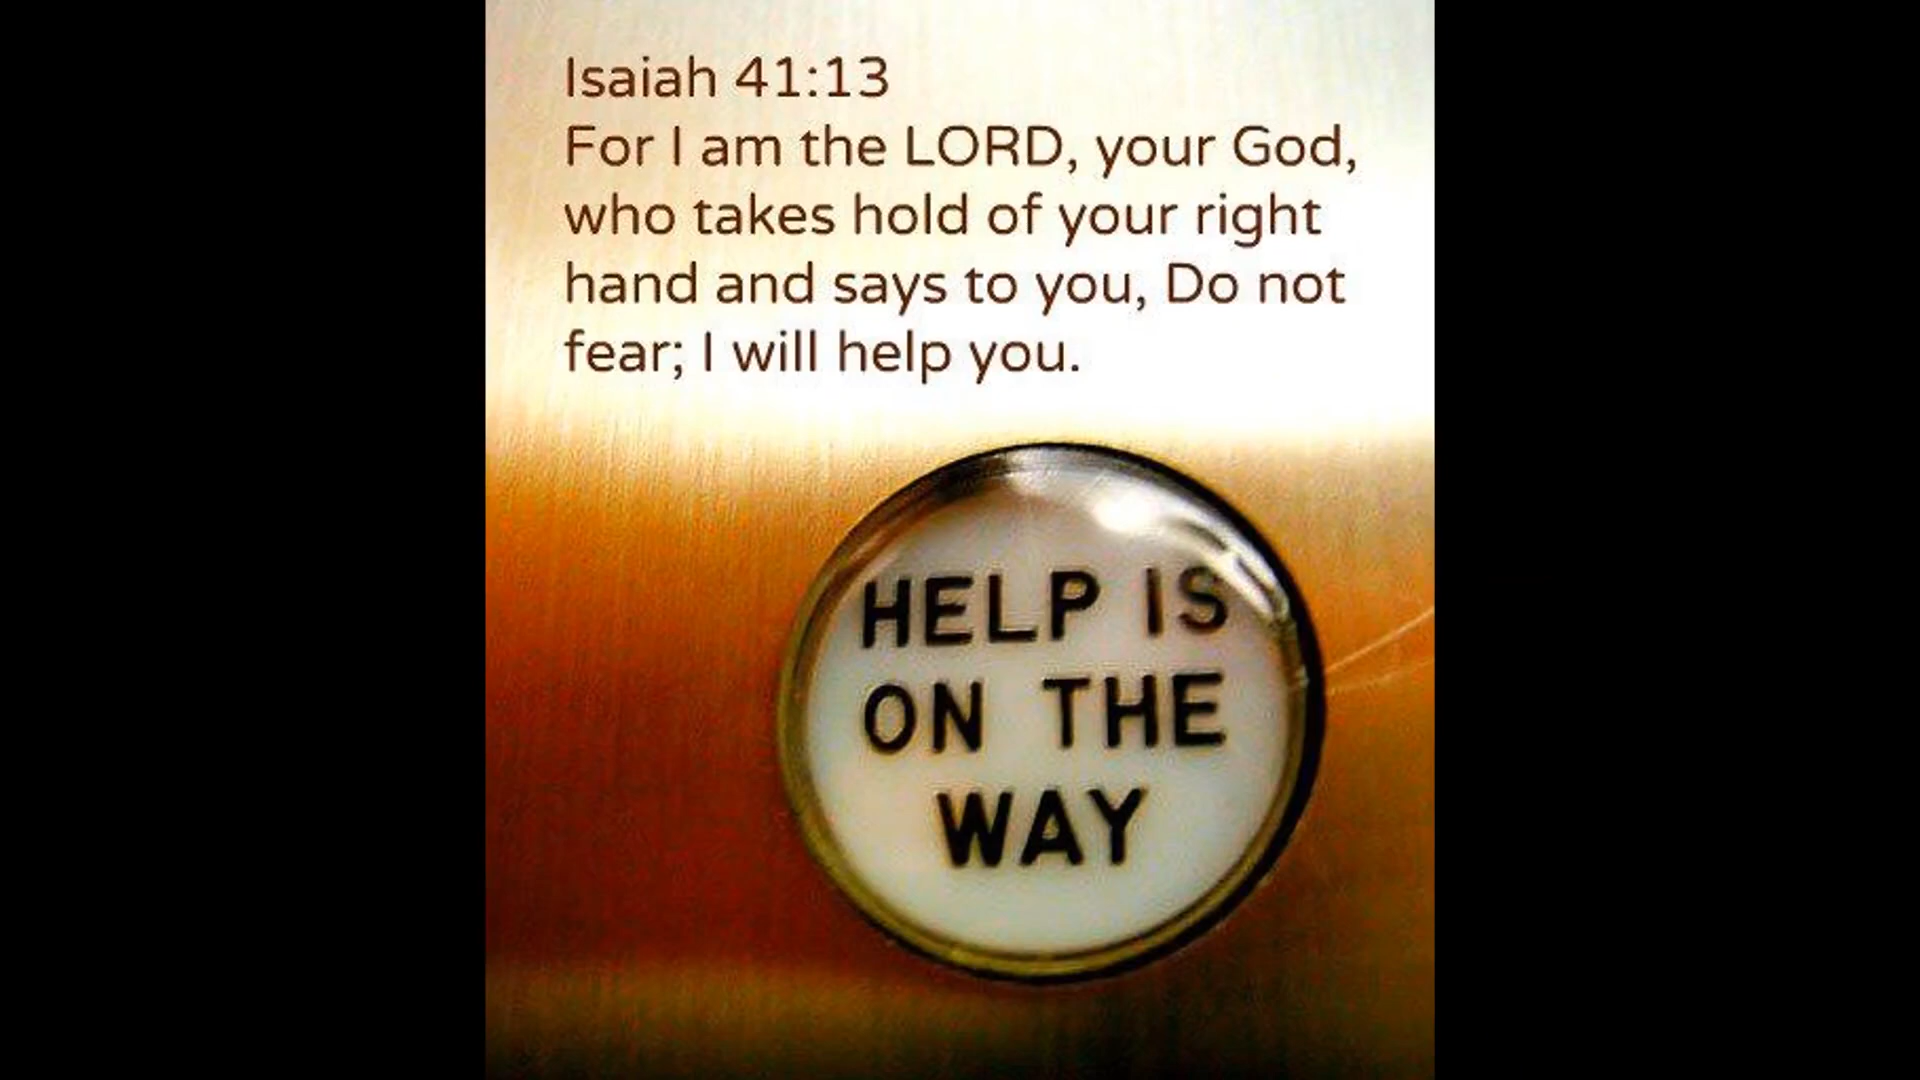 Isaiah 41:13
For I am the LORD, your God,
who takes hold of your right
hand and says to you, Do not
fear; I will help you.
HELP IS
ON THE
WAY